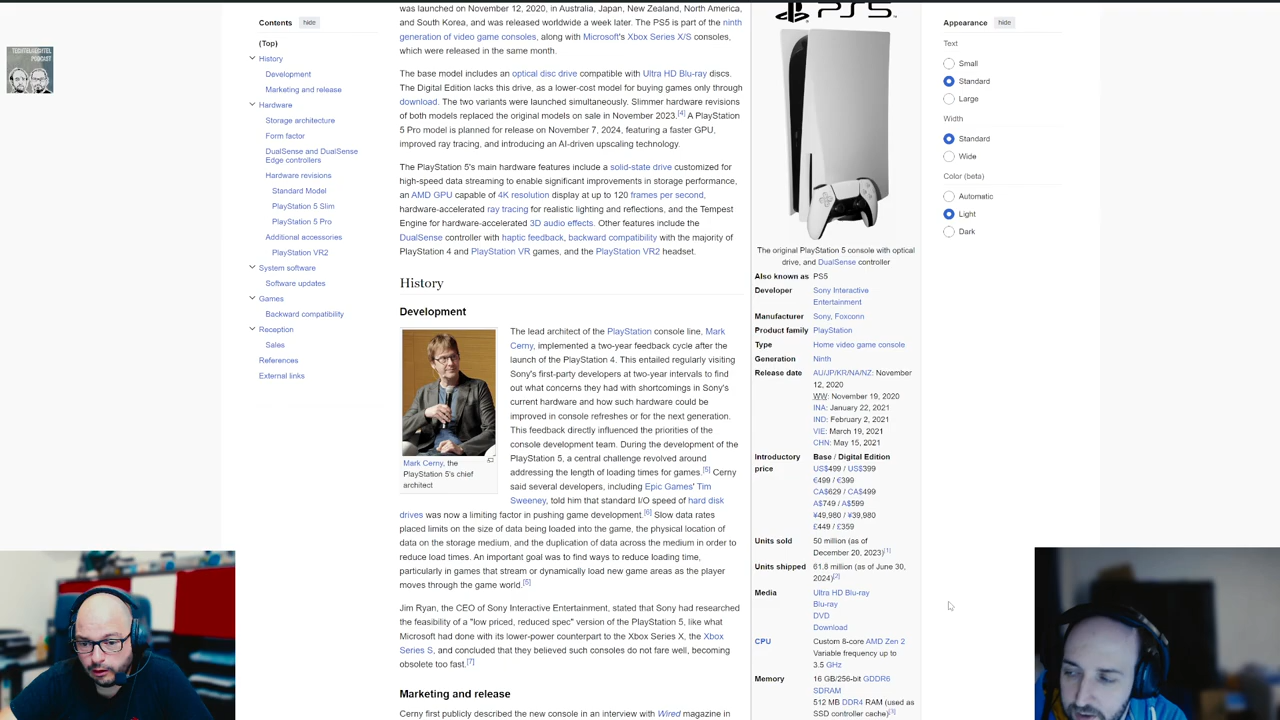 TECHTELMECHTEL
PODCAST
Contents hide
(Top)
History
Development
Marketing and release
Hardware
Storage architecture
Form factor
DualSense and DualSense
Edge controllers
Hardware revisions
Standard Model
PlayStation 5 Slim
PlayStation 5 Pro
Additional accessories
PlayStation VR2
System software
Software updates
Games
Backward compatibility
Reception
Sales
References
External links
was launched on November 12, 2020, in Australia, Japan, New Zealand, North America,
and South Korea, and was released worldwide a week later. The PS5 is part of the ninth
generation of video game consoles, along with Microsoft's Xbox Series X/S consoles,
which were released in the same month.
The base model includes an optical disc drive compatible with Ultra HD Blu-ray discs.
The Digital Edition lacks this drive, as a lower-cost model for buying games only through
download. The two variants were launched simultaneously. Slimmer hardware revisions
of both models replaced the original models on sale in November 2023.[4] A PlayStation
5 Pro model is planned for release on November 7, 2024, featuring a faster GPU,
improved ray tracing, and introducing an AI-driven upscaling technology.
The PlayStation 5's main hardware features include a solid-state drive customized for
high-speed data streaming to enable significant improvements in storage performance,
an AMD GPU capable of 4K resolution display at up to 120 frames per second,
hardware-accelerated ray tracing for realistic lighting and reflections, and the Tempest
Engine for hardware-accelerated 3D audio effects. Other features include the
DualSense controller with haptic feedback, backward compatibility with the majority of
PlayStation 4 and PlayStation VR games, and the PlayStation VR2 headset.
History
Development
The lead architect of the PlayStation console line, Mark
Cerny, implemented a two-year feedback cycle after the
launch of the PlayStation 4. This entailed regularly visiting
Sony's first-party developers at two-year intervals to find
out what concerns they had with shortcomings in Sony's
current hardware and how such hardware could be
improved in console refreshes or for the next generation.
This feedback directly influenced the priorities of the
console development team. During the development of the
PlayStation 5, a central challenge revolved around
addressing the length of loading times for games.[5] Cerny
said several developers, including Epic Games' Tim
Sweeney, told him that standard I/O speed of hard disk
drives was now a limiting factor in pushing game development.[6] Slow data rates
placed limits on the size of data being loaded into the game, the physical location of
data on the storage medium, and the duplication of data across the medium in order to
reduce load times. An important goal was to find ways to reduce loading time,
particularly in games that stream or dynamically load new game areas as the player
moves through the game world.[5]
Mark Cerny, the
PlayStation 5's chief
architect
Jim Ryan, the CEO of Sony Interactive Entertainment, stated that Sony had researched
the feasibility of a "low priced, reduced spec" version of the PlayStation 5, like what
Microsoft had done with its lower-power counterpart to the Xbox Series X, the Xbox
Series S, and concluded that they believed such consoles do not fare well, becoming
obsolete too fast.[7]
Marketing and release
Cerny first publicly described the new console in an interview with Wired magazine in
PS5
The original PlayStation 5 console with optical
drive, and DualSense controller
Also known as PS5
Developer Sony Interactive
Entertainment
Manufacturer Sony, Foxconn
Product family PlayStation
Type Home video game console
Generation Ninth
Release date AU/JP/KR/NA/NZ: November
12, 2020
WW: November 19, 2020
INA: January 22, 2021
IND: February 2, 2021
VIE: March 19, 2021
CHN: May 15, 2021
Introductory Base / Digital Edition
price US$499 / US$399
€499 / €399
CA$629 / CA$499
A$749 / A$599
¥49,980 / ¥39,980
£449 / £359
Units sold 50 million (as of
December 20, 2023)[1]
Units shipped 61.8 million (as of June 30,
2024)[2]
Media Ultra HD Blu-ray
Blu-ray
DVD
Download
CPU Custom 8-core AMD Zen 2
Variable frequency up to
3.5 GHz
Memory 16 GB/256-bit GDDR6
SDRAM
512 MB DDR4 RAM (used as
SSD controller cache)[3]
Appearance hide
Text
Small
Standard
Large
Width
Standard
Wide
Color (beta)
Automatic
Light
Dark